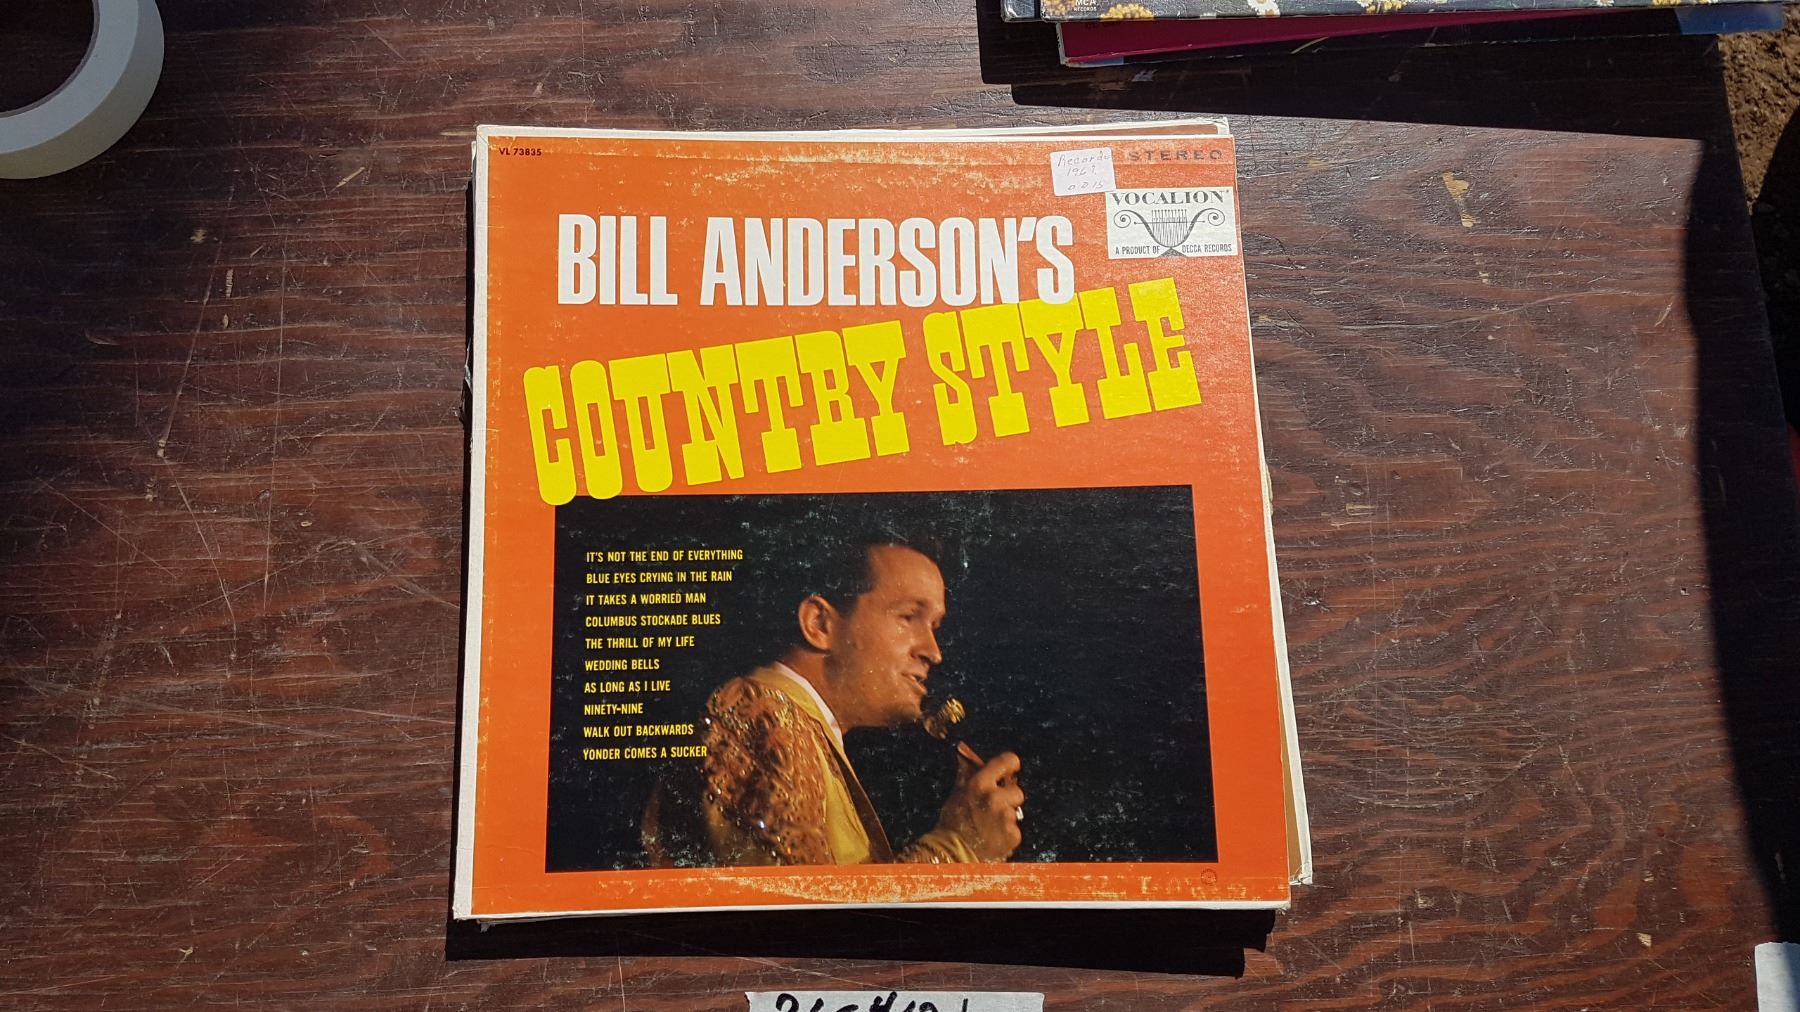 MCA
RECORDS
VL 73835
Records
STEREO
VOCALION
A PRODUCT OF DECCA RECORDS
BILL ANDERSON'S
COUNTRY STYLE
IT'S NOT THE END OF EVERYTHING
BLUE EYES CRYING IN THE RAIN
IT TAKES A WORRIED MAN
COLUMBUS STOCKADE BLUES
THE THRILL OF MY LIFE
WEDDING BELLS
AS LONG AS I LIVE
NINETY-NINE
WALK OUT BACKWARDS
YONDER COMES A SUCKER